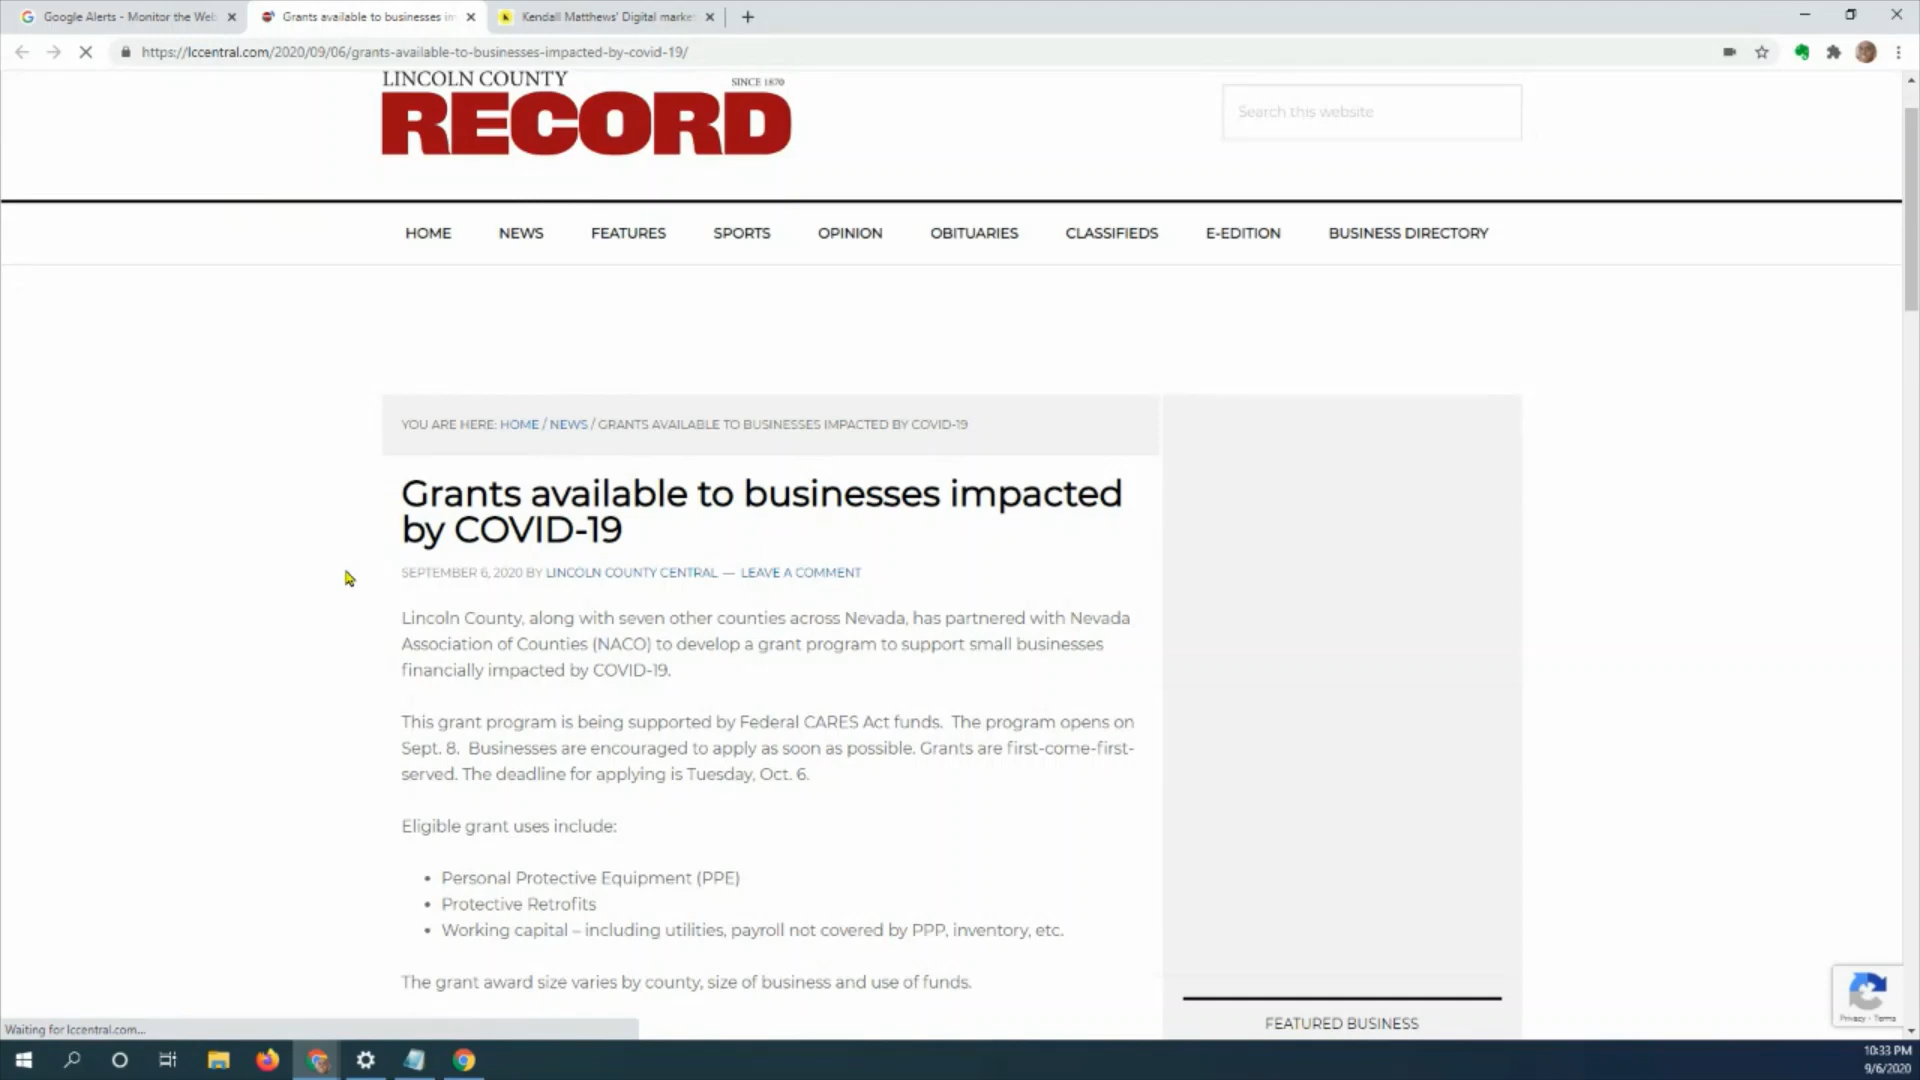 Google Alerts - Monitor the Web
Grants available to businesses im
Kendall Matthews' Digital marke
https://lccentral.com/2020/09/06/grants-available-to-businesses-impacted-by-covid-19/
LINCOLN COUNTY
SINCE 1870
RECORD
Search this website
HOME
NEWS
FEATURES
SPORTS
OPINION
OBITUARIES
CLASSIFIEDS
E-EDITION
BUSINESS DIRECTORY
YOU ARE HERE: HOME / NEWS / GRANTS AVAILABLE TO BUSINESSES IMPACTED BY COVID-19
Grants available to businesses impacted
by COVID-19
SEPTEMBER 6, 2020 BY LINCOLN COUNTY CENTRAL — LEAVE A COMMENT
Lincoln County, along with seven other counties across Nevada, has partnered with Nevada
Association of Counties (NACO) to develop a grant program to support small businesses
financially impacted by COVID-19.
This grant program is being supported by Federal CARES Act funds. The program opens on
Sept. 8. Businesses are encouraged to apply as soon as possible. Grants are first-come-first-
served. The deadline for applying is Tuesday, Oct. 6.
Eligible grant uses include:
• Personal Protective Equipment (PPE)
• Protective Retrofits
• Working capital – including utilities, payroll not covered by PPP, inventory, etc.
The grant award size varies by county, size of business and use of funds.
FEATURED BUSINESS
Privacy - Terms
Waiting for lccentral.com...
10:33 PM
9/6/2020